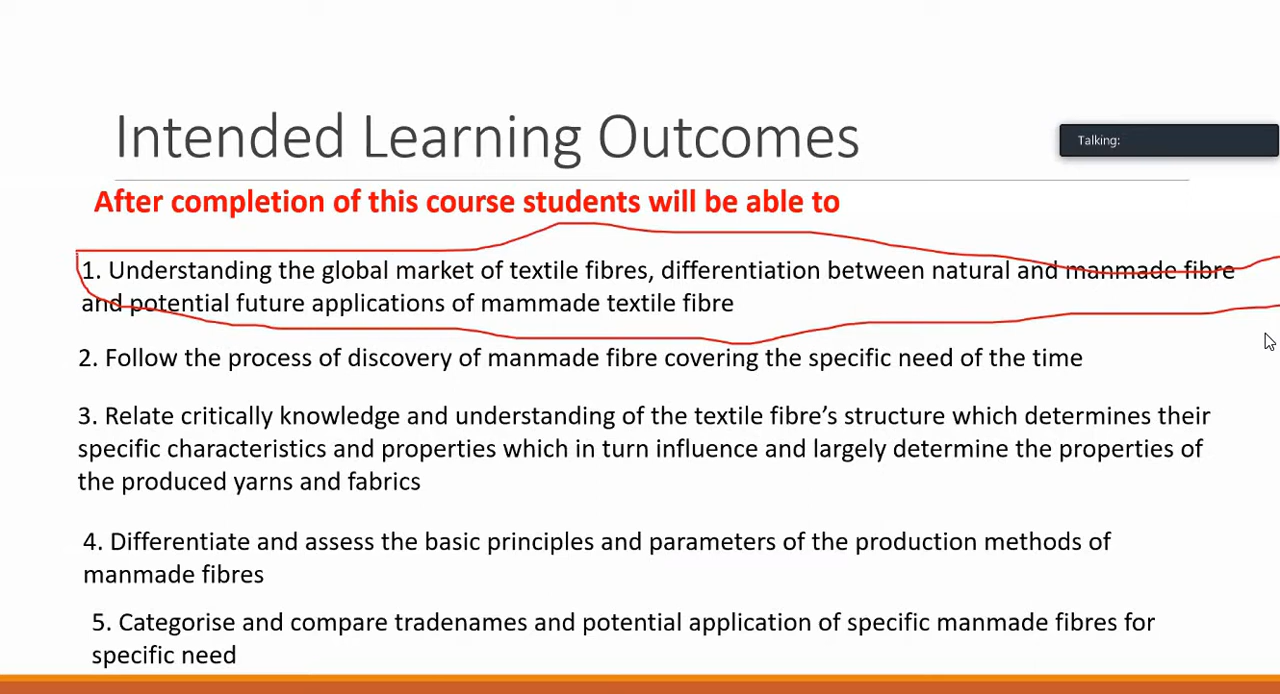 Intended Learning Outcomes
Talking:
After completion of this course students will be able to
1. Understanding the global market of textile fibres, differentiation between natural and manmade fibre
and potential future applications of mammade textile fibre
2. Follow the process of discovery of manmade fibre covering the specific need of the time
3. Relate critically knowledge and understanding of the textile fibre’s structure which determines their
specific characteristics and properties which in turn influence and largely determine the properties of
the produced yarns and fabrics
4. Differentiate and assess the basic principles and parameters of the production methods of
manmade fibres
5. Categorise and compare tradenames and potential application of specific manmade fibres for
specific need